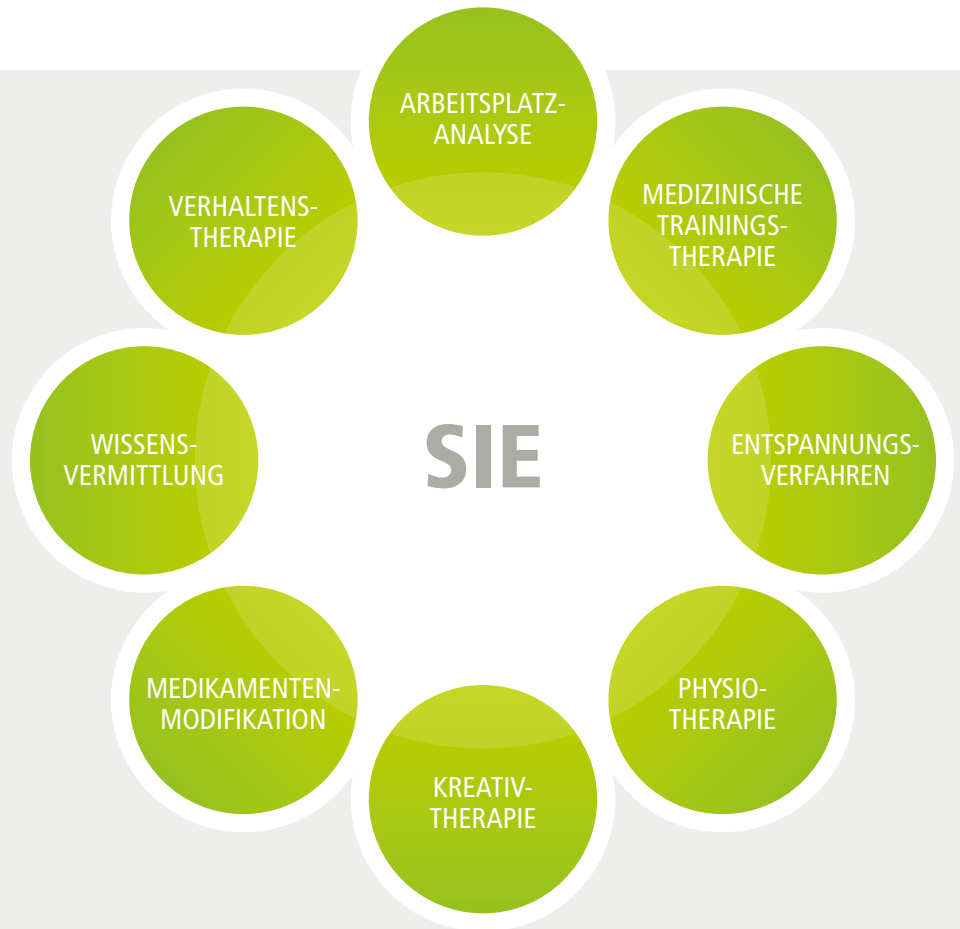 ARBEITSPLATZ-
ANALYSE
MEDIZINISCHE
TRAININGS-
THERAPIE
ENTSPANNUNGS-
VERFAHREN
PHYSIO-
THERAPIE
KREATIV-
THERAPIE
MEDIKAMENTEN-
MODIFIKATION
WISSENS-
VERMITTLUNG
VERHALTENS-
THERAPIE
SIE